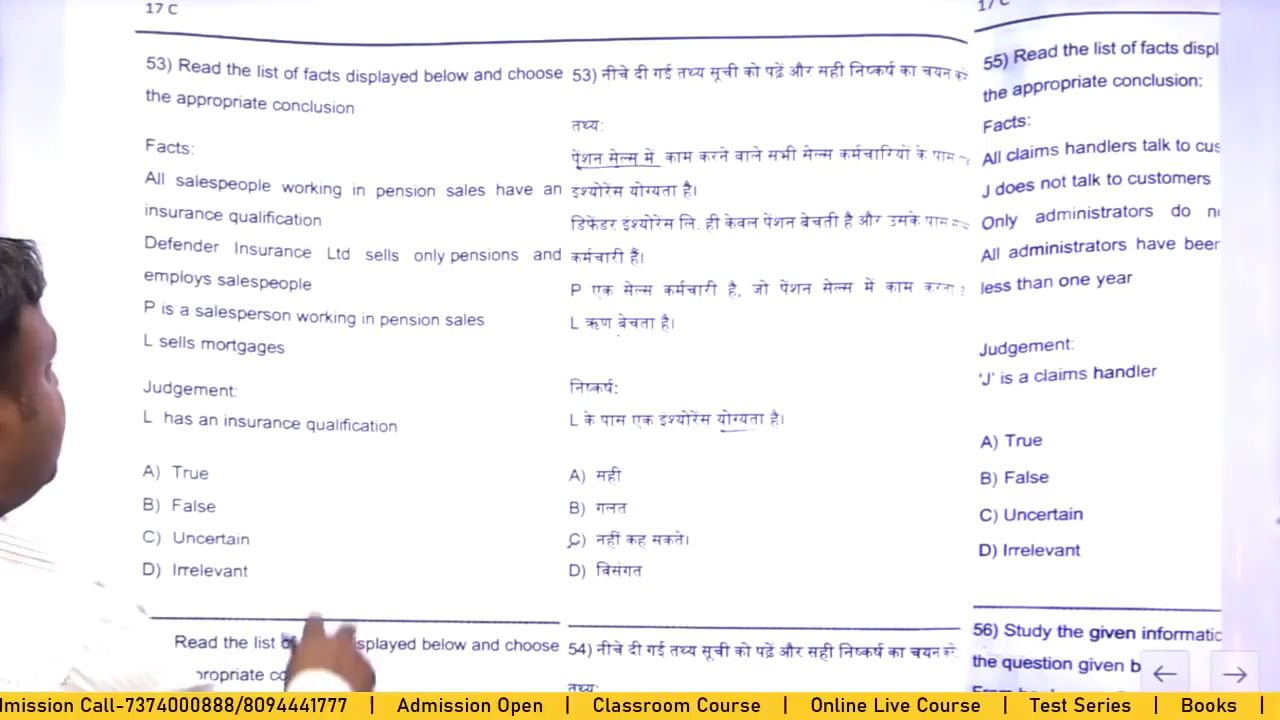 17 C
53) Read the list of facts displayed below and choose
the appropriate conclusion
Facts:
All salespeople working in pension sales have an
insurance qualification
Defender Insurance Ltd sells only pensions and
employs salespeople
P is a salesperson working in pension sales
L sells mortgages
Judgement:
L has an insurance qualification
A) True
B) False
C) Uncertain
D) Irrelevant
Read the list displayed below and choose
53) नीचे दी गई तथ्य सूची को पढ़ें और सही निष्कर्ष का चयन करें
तथ्य:
पेंशन सेल्स में काम करने वाले सभी सेल्स कर्मचारियों के पास
इंश्योरेंस योग्यता है।
डिफेंडर इंश्योरेंस लि. ही केवल पेंशन बेचती है और उसके पास
कर्मचारी हैं।
P एक सेल्स कर्मचारी है, जो पेंशन सेल्स में काम करता
L ऋण बेचता है।
निष्कर्ष:
L के पास एक इंश्योरेंस योग्यता है।
A) सही
B) गलत
C) नहीं कह सकते।
D) विसंगत
54) नीचे दी गई तथ्य सूची को पढ़ें और सही निष्कर्ष का चयन करें
तथ्य:
17 C
55) Read the list of facts displ
the appropriate conclusion:
Facts:
All claims handlers talk to cus
J does not talk to customers
Only administrators do n
All administrators have beer
less than one year
Judgement:
'J' is a claims handler
A) True
B) False
C) Uncertain
D) Irrelevant
56) Study the given informatic
the question given b
mission Call-7374000888/8094441777 | Admission Open | Classroom Course | Online Live Course | Test Series | Books |